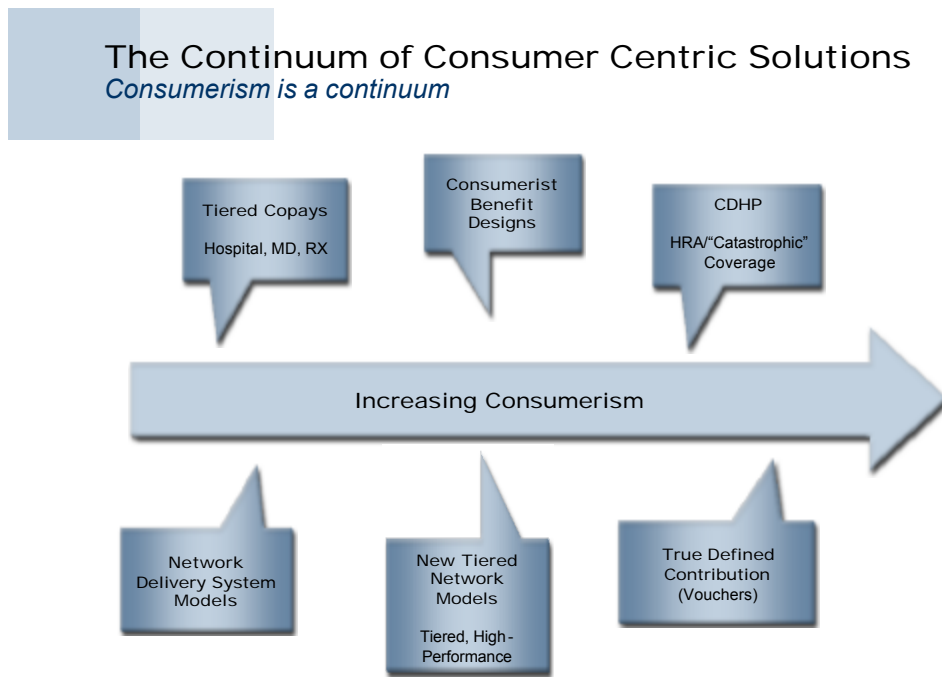 The Continuum of Consumer Centric Solutions
Consumerism is a continuum
Tiered Copays
Hospital, MD, RX
Consumerist
Benefit
Designs
CDHP
HRA/“Catastrophic”
Coverage
Increasing Consumerism
Network
Delivery System
Models
New Tiered
Network
Models
Tiered, High-
Performance
True Defined
Contribution
(Vouchers)